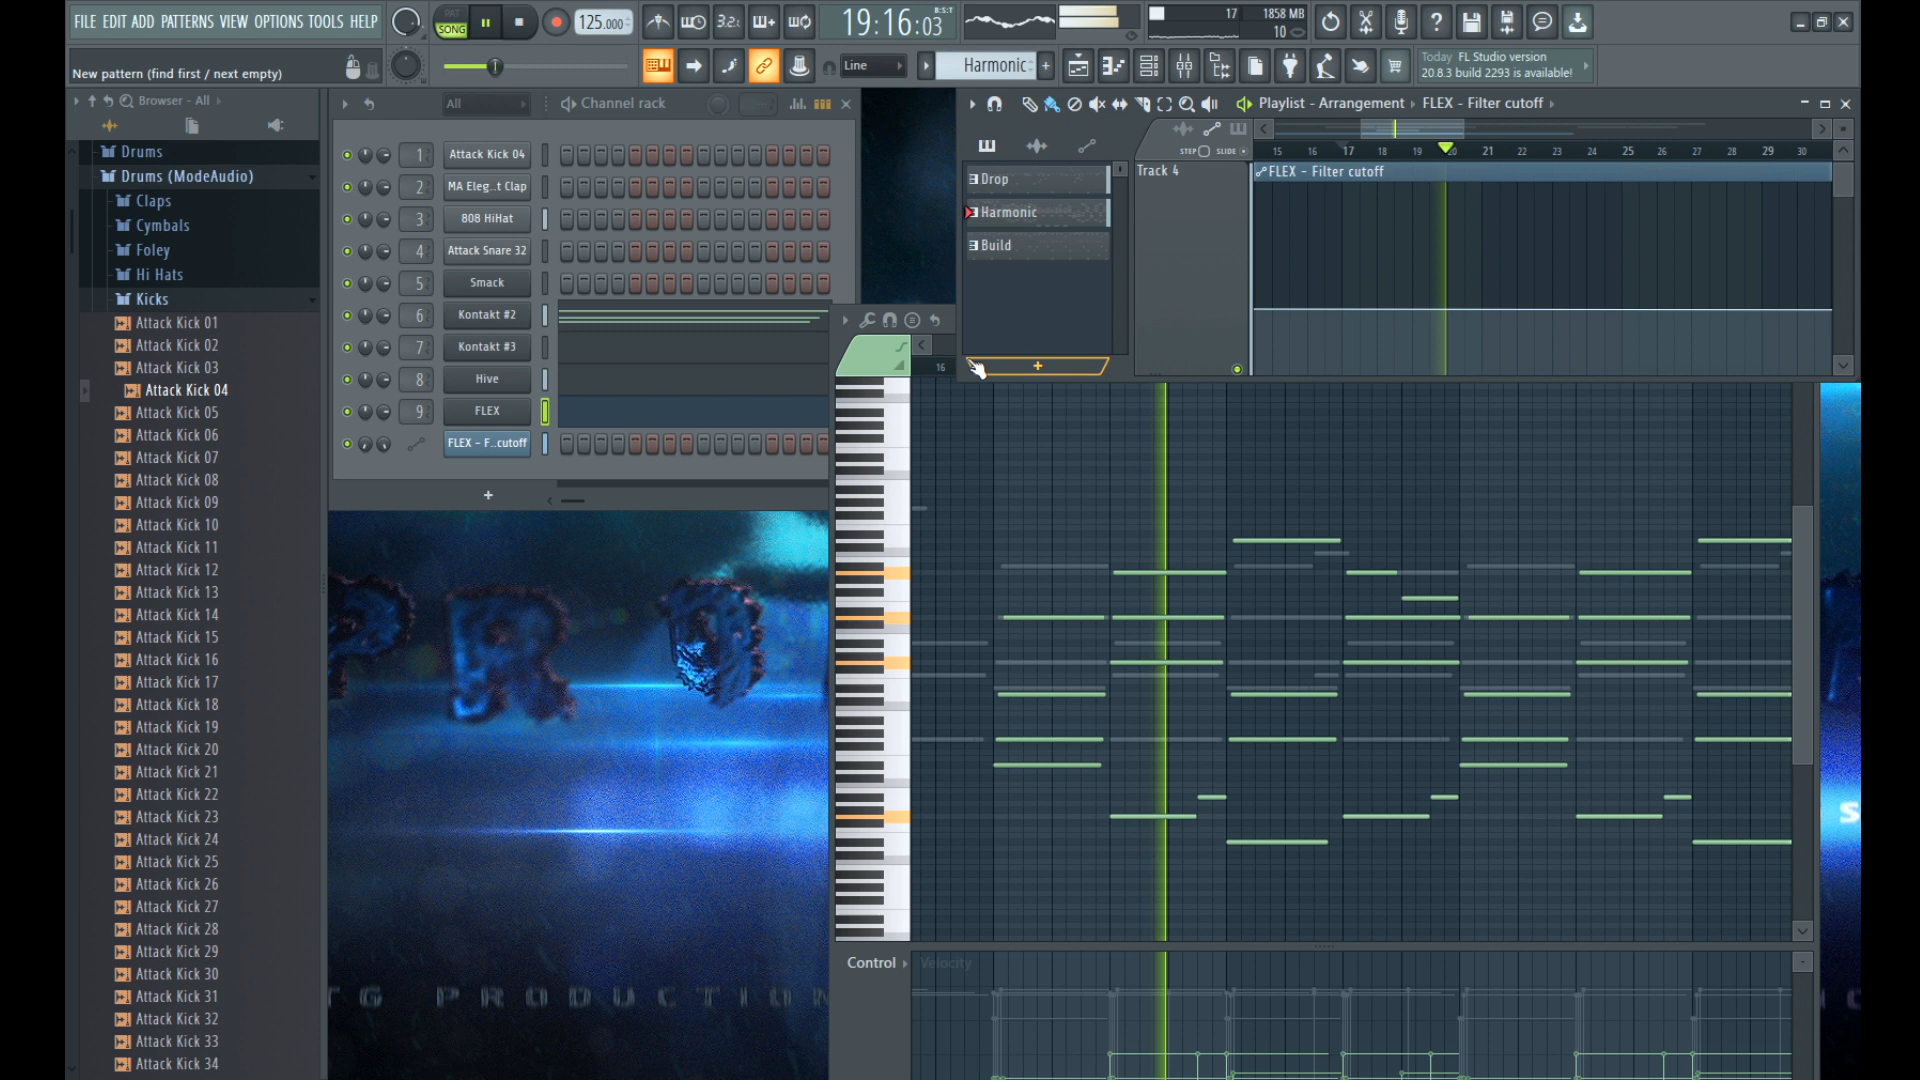 FILE EDIT ADD PATTERNS VIEW OPTIONS TOOLS HELP
PAT
SONG
125.000
3.2.
19:16:03
B:S:T
17
1858 MB
10
New pattern (find first / next empty)
Line
Harmonic
Today FL Studio version
20.8.3 build 2293 is available!
Browser - All
Drums
Drums (ModeAudio)
Claps
Cymbals
Foley
Hi Hats
Kicks
Attack Kick 01
Attack Kick 02
Attack Kick 03
Attack Kick 04
Attack Kick 05
Attack Kick 06
Attack Kick 07
Attack Kick 08
Attack Kick 09
Attack Kick 10
Attack Kick 11
Attack Kick 12
Attack Kick 13
Attack Kick 14
Attack Kick 15
Attack Kick 16
Attack Kick 17
Attack Kick 18
Attack Kick 19
Attack Kick 20
Attack Kick 21
Attack Kick 22
Attack Kick 23
Attack Kick 24
Attack Kick 25
Attack Kick 26
Attack Kick 27
Attack Kick 28
Attack Kick 29
Attack Kick 30
Attack Kick 31
Attack Kick 32
Attack Kick 33
Attack Kick 34
All
Channel rack
1 Attack Kick 04
2 MA Eleg..t Clap
3 808 HiHat
4 Attack Snare 32
5 Smack
6 Kontakt #2
7 Kontakt #3
8 Hive
9 FLEX
FLEX - F..cutoff
Playlist - Arrangement FLEX - Filter cutoff
STEP SLIDE
15 16 17 18 19 20 21 22 23 24 25 26 27 28 29 30
Drop
Harmonic
Build
Track 4
FLEX - Filter cutoff
16
Control
Velocity
PRO
TG PRODUCTION
S